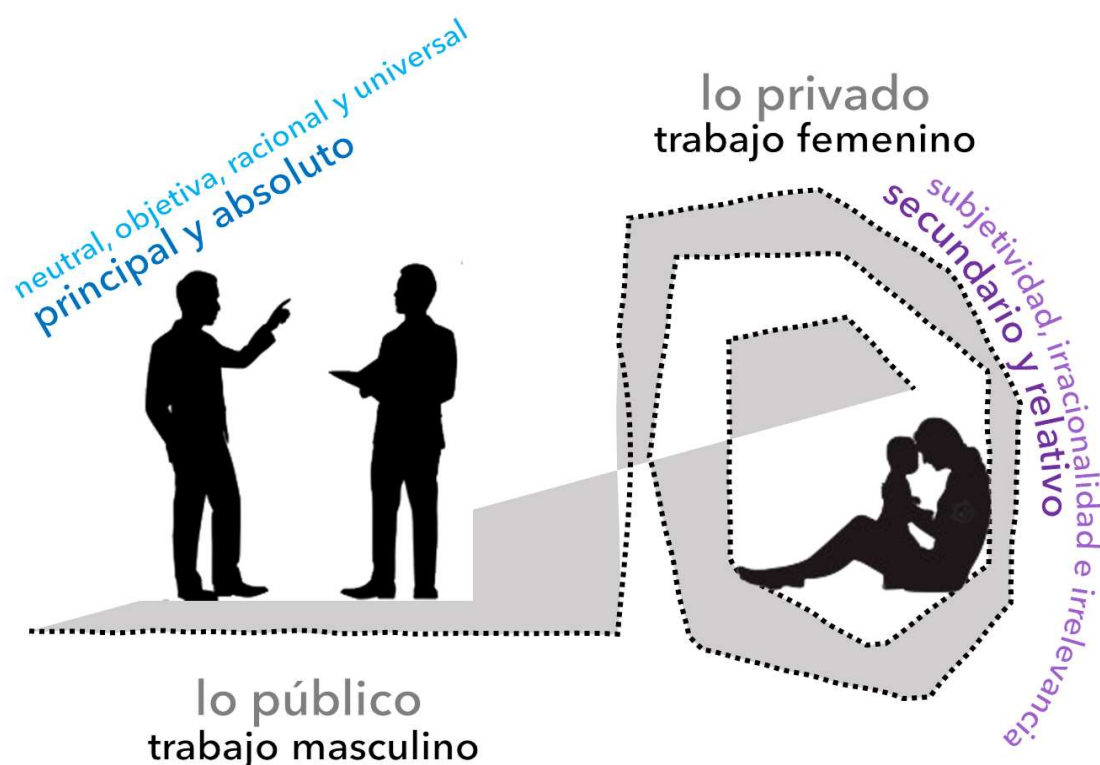 neutral, objetiva, racional y universal
principal y absoluto
lo privado
trabajo femenino
subjetividad, irracionalidad e irrelevancia
secundario y relativo
lo público
trabajo masculino